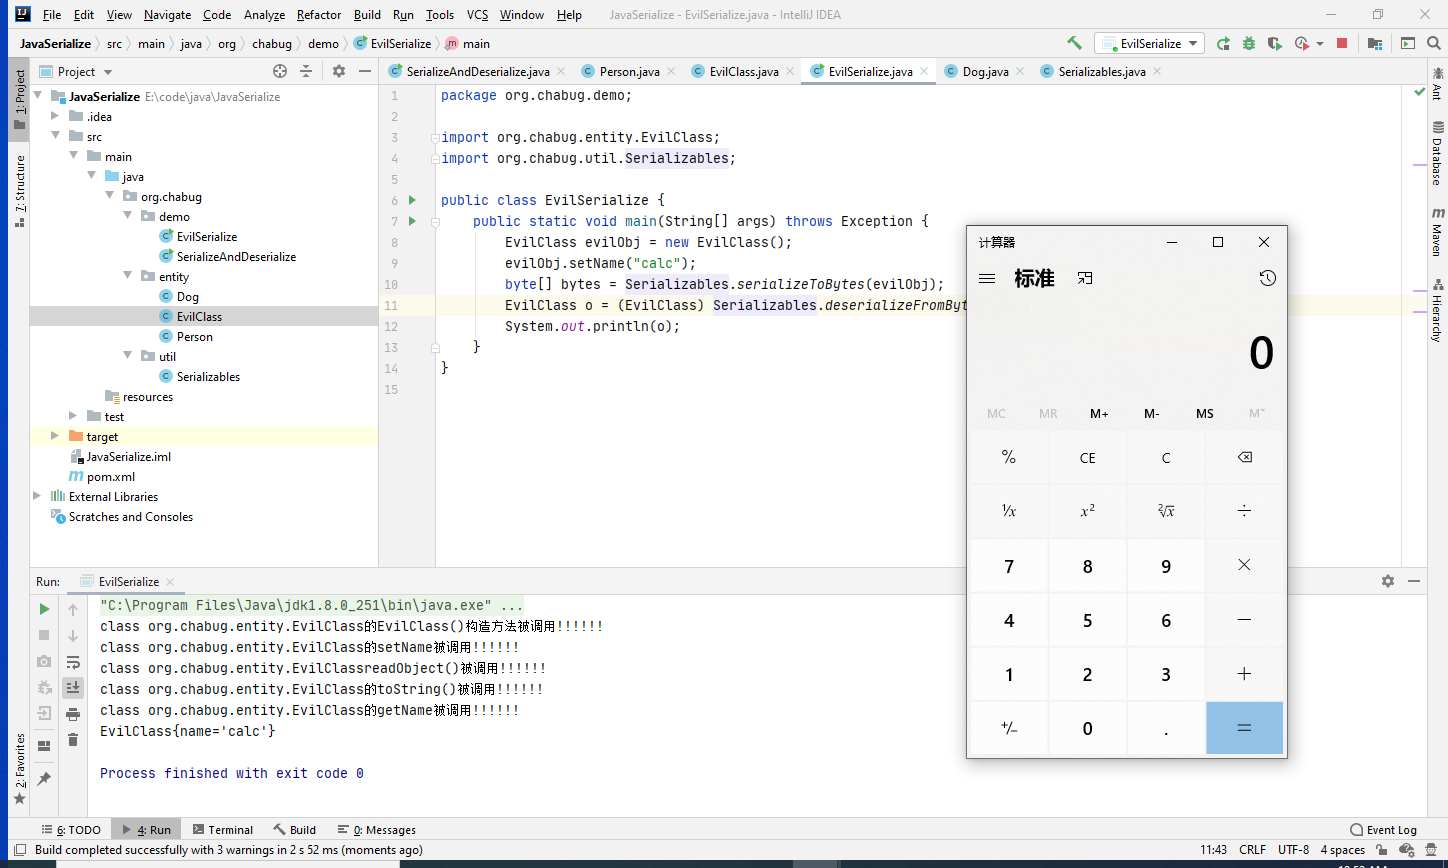 File Edit View Navigate Code Analyze Refactor Build Run Tools VCS Window Help JavaSerialize - EvilSerialize.java - IntelliJ IDEA
JavaSerialize src main java org chabug demo EvilSerialize main EvilSerialize
Project SerializeAndDeserialize.java Person.java EvilClass.java EvilSerialize.java Dog.java Serializables.java
1: Project
7: Structure
2: Favorites
JavaSerialize E:\code\java\JavaSerialize
.idea
src
main
java
org.chabug
demo
EvilSerialize
SerializeAndDeserialize
entity
Dog
EvilClass
Person
util
Serializables
resources
test
target
JavaSerialize.iml
pom.xml
External Libraries
Scratches and Consoles
1 package org.chabug.demo;
2
3 import org.chabug.entity.EvilClass;
4 import org.chabug.util.Serializables;
5
6 public class EvilSerialize {
7 public static void main(String[] args) throws Exception {
8 EvilClass evilObj = new EvilClass();
9 evilObj.setName("calc");
10 byte[] bytes = Serializables.serializeToBytes(evilObj);
11 EvilClass o = (EvilClass) Serializables.deserializeFromByt
12 System.out.println(o);
13 }
14 }
15
Ant
Database
Maven
Hierarchy
计算器
标准
0
MC MR M+ M- MS M˅
% CE C
⅟x x² ²√x ÷
7 8 9 ×
4 5 6 −
1 2 3 +
+/− 0 . =
Run: EvilSerialize
"C:\Program Files\Java\jdk1.8.0_251\bin\java.exe" ...
class org.chabug.entity.EvilClass的EvilClass()构造方法被调用!!!!!!
class org.chabug.entity.EvilClass的setName被调用!!!!!!
class org.chabug.entity.EvilClassreadObject()被调用!!!!!!
class org.chabug.entity.EvilClass的toString()被调用!!!!!!
class org.chabug.entity.EvilClass的getName被调用!!!!!!
EvilClass{name='calc'}
Process finished with exit code 0
6: TODO 4: Run Terminal Build 0: Messages Event Log
Build completed successfully with 3 warnings in 2 s 52 ms (moments ago) 11:43 CRLF UTF-8 4 spaces